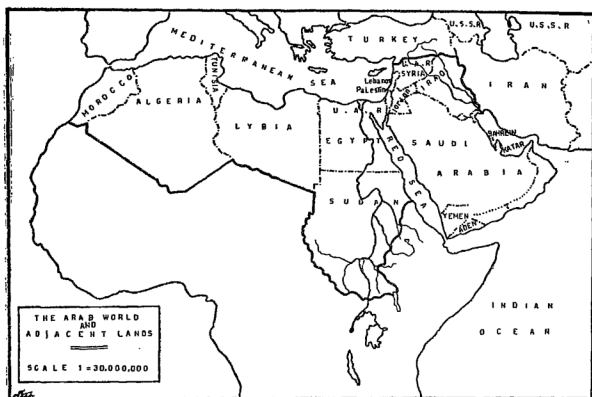 U.S.S.R
U.S.S.R
TURKEY
MEDITERRANEAN SEA
U.A.R
SYRIA
Lebanon
Palestine
IRAQ
IRAN
JORDAN
TUNISIA
MOROCCO
ALGERIA
LYBIA
U.A.R
EGYPT
SAUDI
ARABIA
BAHREIN
KATAR
RED SEA
SUDAN
YEMEN
ADEN
INDIAN
OCEAN
THE ARAB WORLD
AND
ADJACENT LANDS
SCALE 1=30,000,000